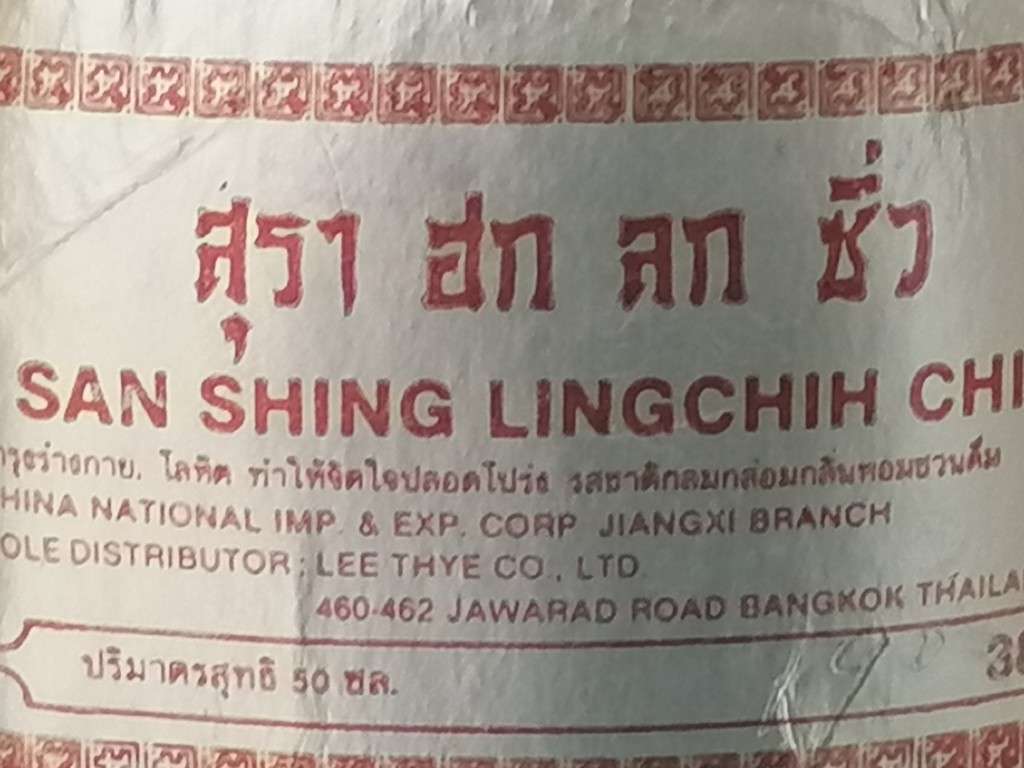 สุรา ฮก ลก ซิ่ว
SAN SHING LINGCHIH CHI
รุงร่างกาย, โลหิต ทำให้จิตใจปลอดโปร่ง รสชาติกลมกล่อมกลิ่นหอมชวนดื่ม
HINA NATIONAL IMP. & EXP. CORP JIANGXI BRANCH
OLE DISTRIBUTOR; LEE THYE CO., LTD
460-462 JAWARAD ROAD BANGKOK THAILA
ปริมาตรสุทธิ 50 ซล. 38